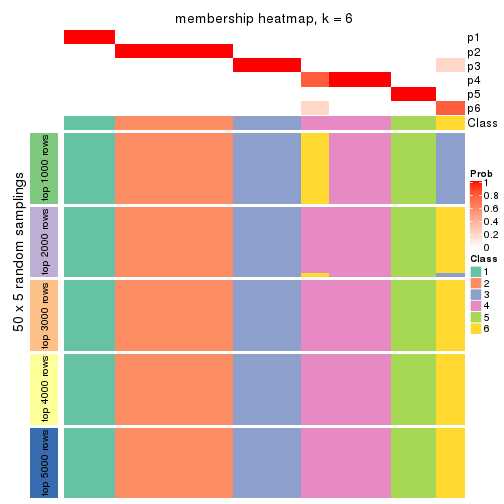 membership heatmap, k = 6
p1
p2
p3
p4
p5
p6
Class
50 x 5 random samplings
top 1000 rows
top 2000 rows
top 3000 rows
top 4000 rows
top 5000 rows
Prob
1
0.8
0.6
0.4
0.2
0
Class
1
2
3
4
5
6